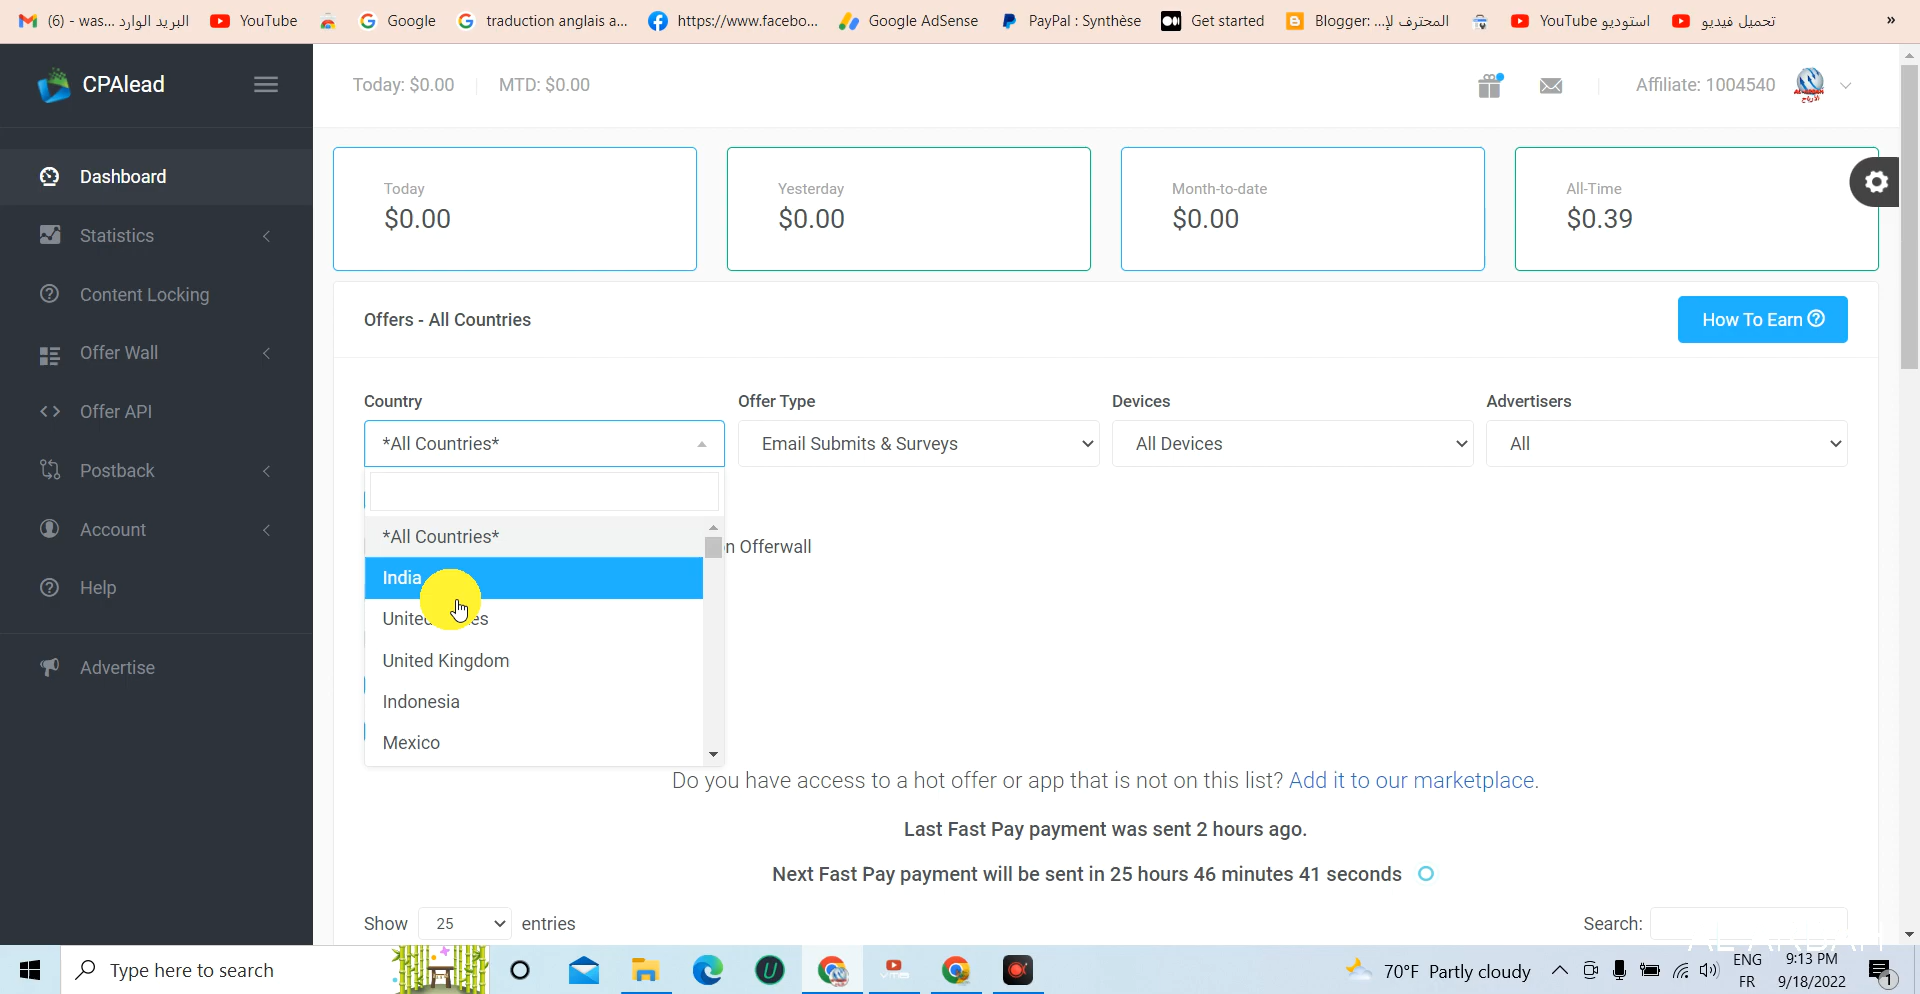 (6) - was... البريد الوارد
YouTube
Google
traduction anglais a...
https://www.facebo...
Google AdSense
PayPal : Synthèse
Get started
Blogger: ...المحترف لإ
YouTube استوديو
تحميل فيديو
»
CPAlead
Today: $0.00
MTD: $0.00
Affiliate: 1004540
Dashboard
Statistics
Content Locking
Offer Wall
Offer API
Postback
Account
Help
Advertise
Today
$0.00
Yesterday
$0.00
Month-to-date
$0.00
All-Time
$0.39
Offers - All Countries
How To Earn
Country
Offer Type
Devices
Advertisers
*All Countries*
Email Submits & Surveys
All Devices
All
*All Countries*
n Offerwall
India
United Kingdom
Indonesia
Mexico
Do you have access to a hot offer or app that is not on this list? Add it to our marketplace.
Last Fast Pay payment was sent 2 hours ago.
Next Fast Pay payment will be sent in 25 hours 46 minutes 41 seconds
Show 25 entries
Search:
Type here to search
70°F Partly cloudy
ENG
FR
9:13 PM
9/18/2022
1